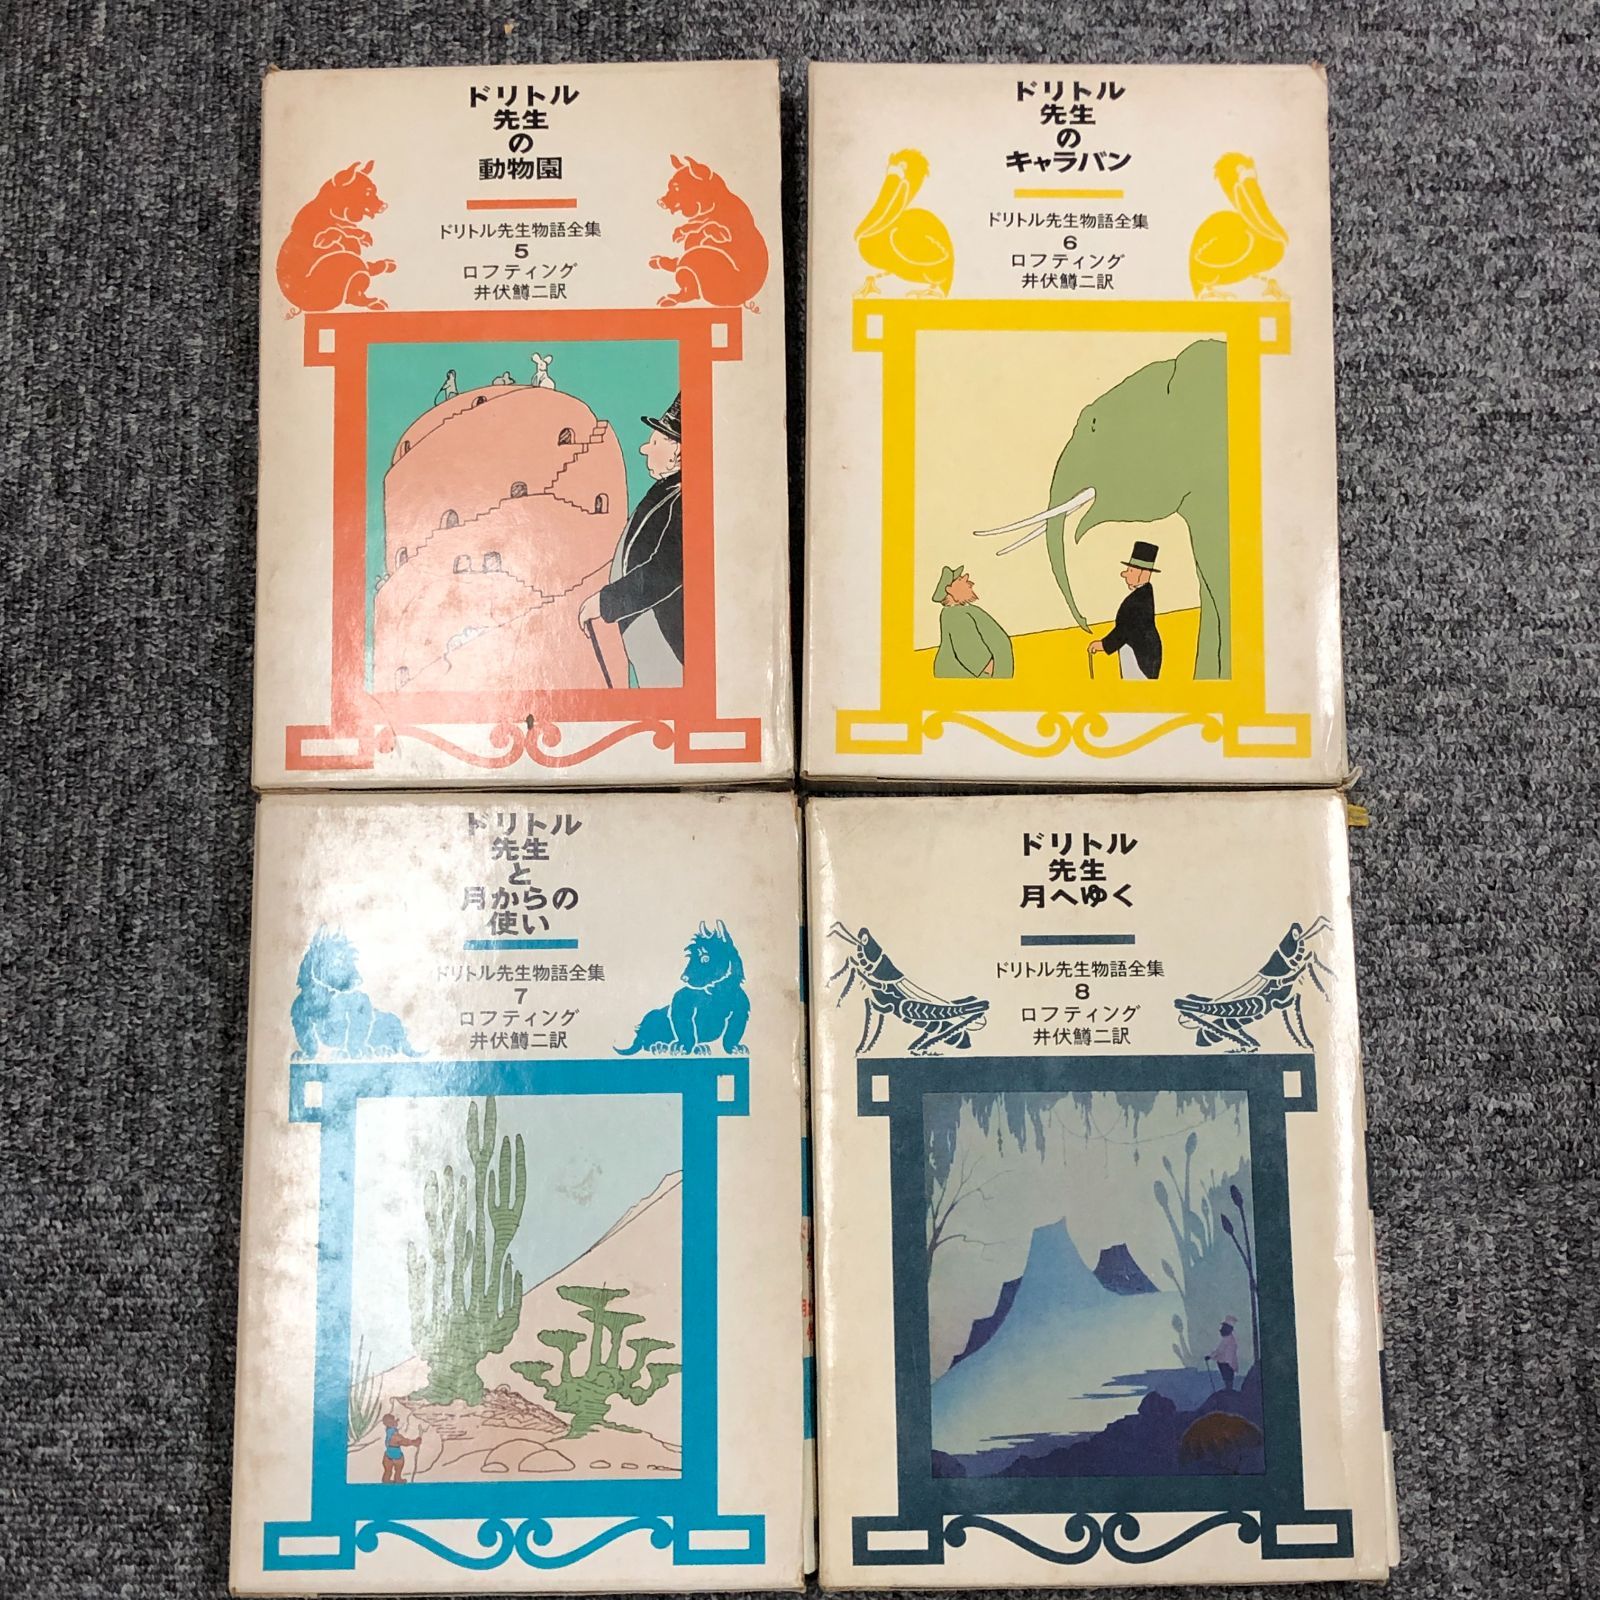 ドリトル
先生
の
動物園
ドリトル先生物語全集
5
ロフティング
井伏鱒二訳
ドリトル
先生
の
キャラバン
ドリトル先生物語全集
6
ロフティング
井伏鱒二訳
ドリトル
先生
と
月からの
使い
ドリトル先生物語全集
7
ロフティング
井伏鱒二訳
ドリトル
先生
月へゆく
ドリトル先生物語全集
8
ロフティング
井伏鱒二訳